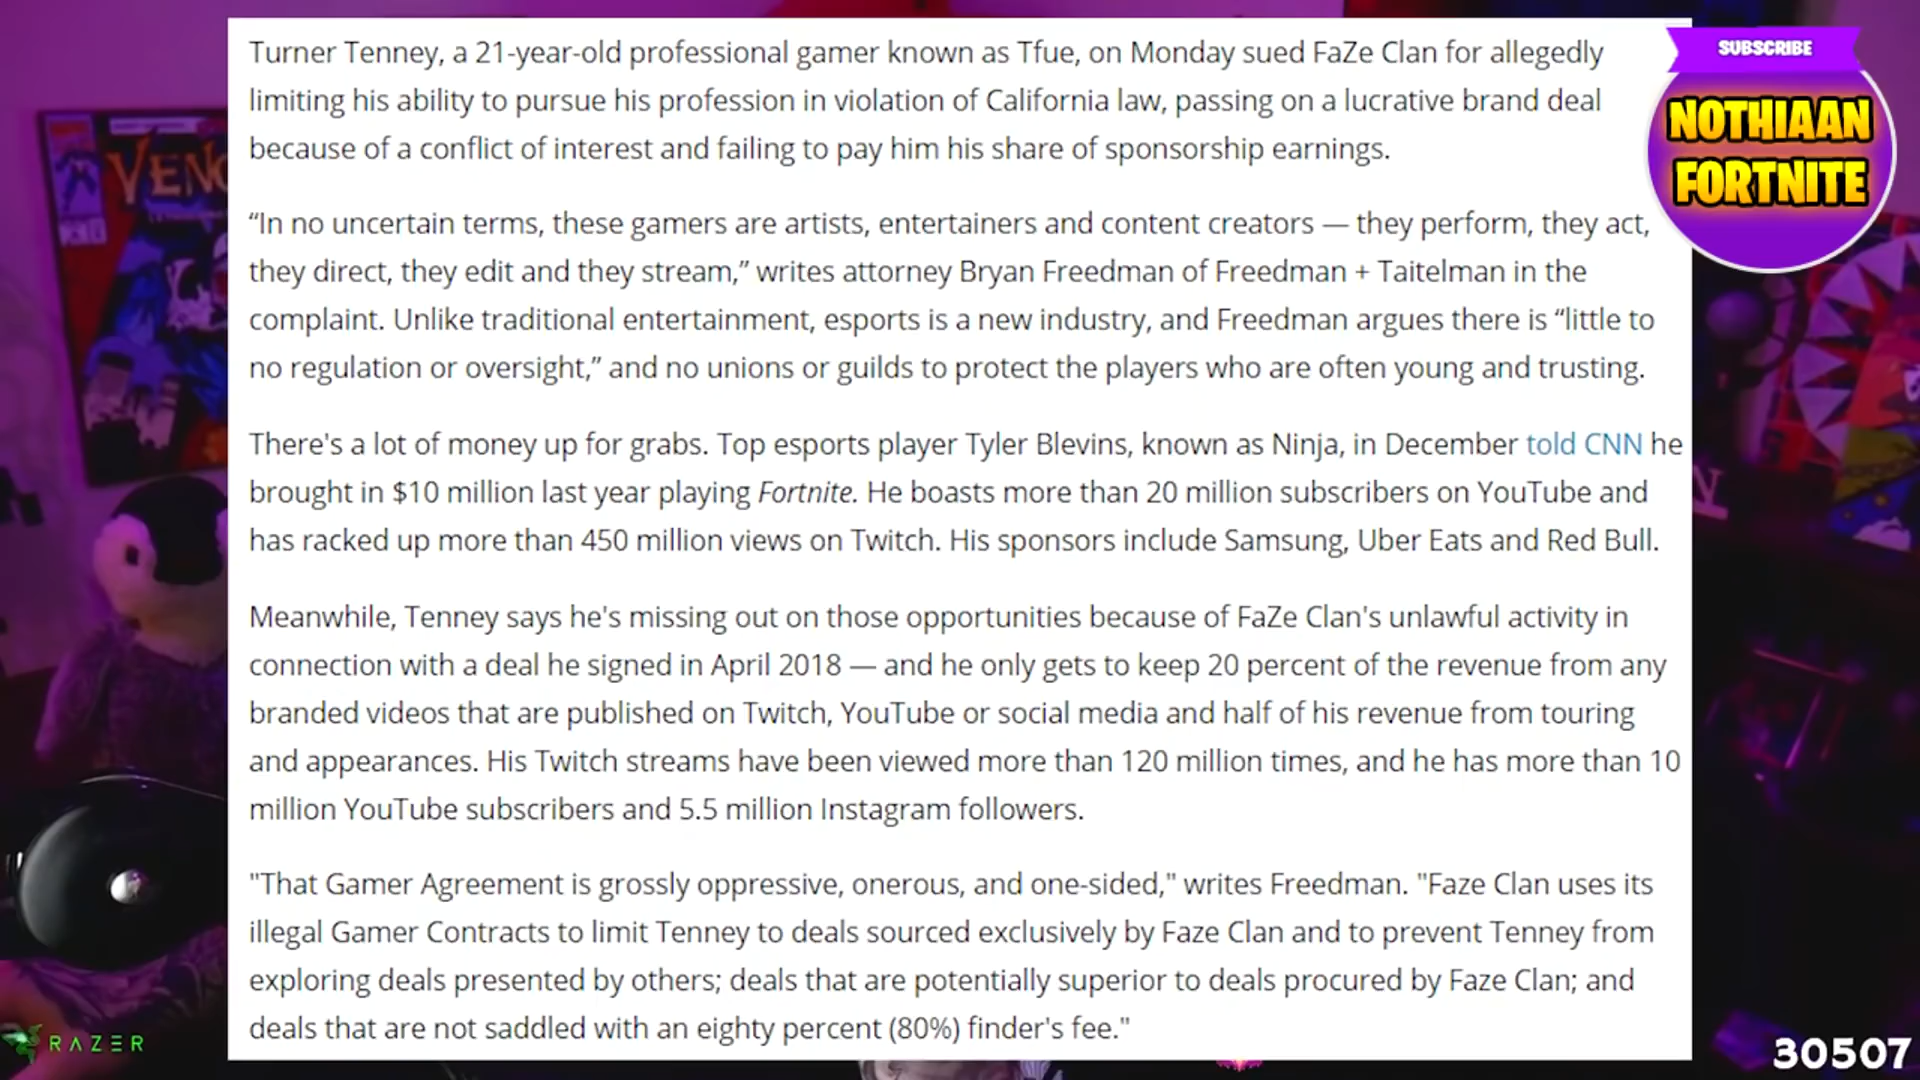 Turner Tenney, a 21-year-old professional gamer known as Tfue, on Monday sued FaZe Clan for allegedly
limiting his ability to pursue his profession in violation of California law, passing on a lucrative brand deal
because of a conflict of interest and failing to pay him his share of sponsorship earnings.
“In no uncertain terms, these gamers are artists, entertainers and content creators — they perform, they act,
they direct, they edit and they stream,” writes attorney Bryan Freedman of Freedman + Taitelman in the
complaint. Unlike traditional entertainment, esports is a new industry, and Freedman argues there is “little to
no regulation or oversight,” and no unions or guilds to protect the players who are often young and trusting.
There's a lot of money up for grabs. Top esports player Tyler Blevins, known as Ninja, in December told CNN he
brought in $10 million last year playing Fortnite. He boasts more than 20 million subscribers on YouTube and
has racked up more than 450 million views on Twitch. His sponsors include Samsung, Uber Eats and Red Bull.
Meanwhile, Tenney says he's missing out on those opportunities because of FaZe Clan's unlawful activity in
connection with a deal he signed in April 2018 — and he only gets to keep 20 percent of the revenue from any
branded videos that are published on Twitch, YouTube or social media and half of his revenue from touring
and appearances. His Twitch streams have been viewed more than 120 million times, and he has more than 10
million YouTube subscribers and 5.5 million Instagram followers.
"That Gamer Agreement is grossly oppressive, onerous, and one-sided," writes Freedman. "Faze Clan uses its
illegal Gamer Contracts to limit Tenney to deals sourced exclusively by Faze Clan and to prevent Tenney from
exploring deals presented by others; deals that are potentially superior to deals procured by Faze Clan; and
deals that are not saddled with an eighty percent (80%) finder's fee."
SUBSCRIBE
NOTHIAAN
FORTNITE
VENO
RAZER
30507